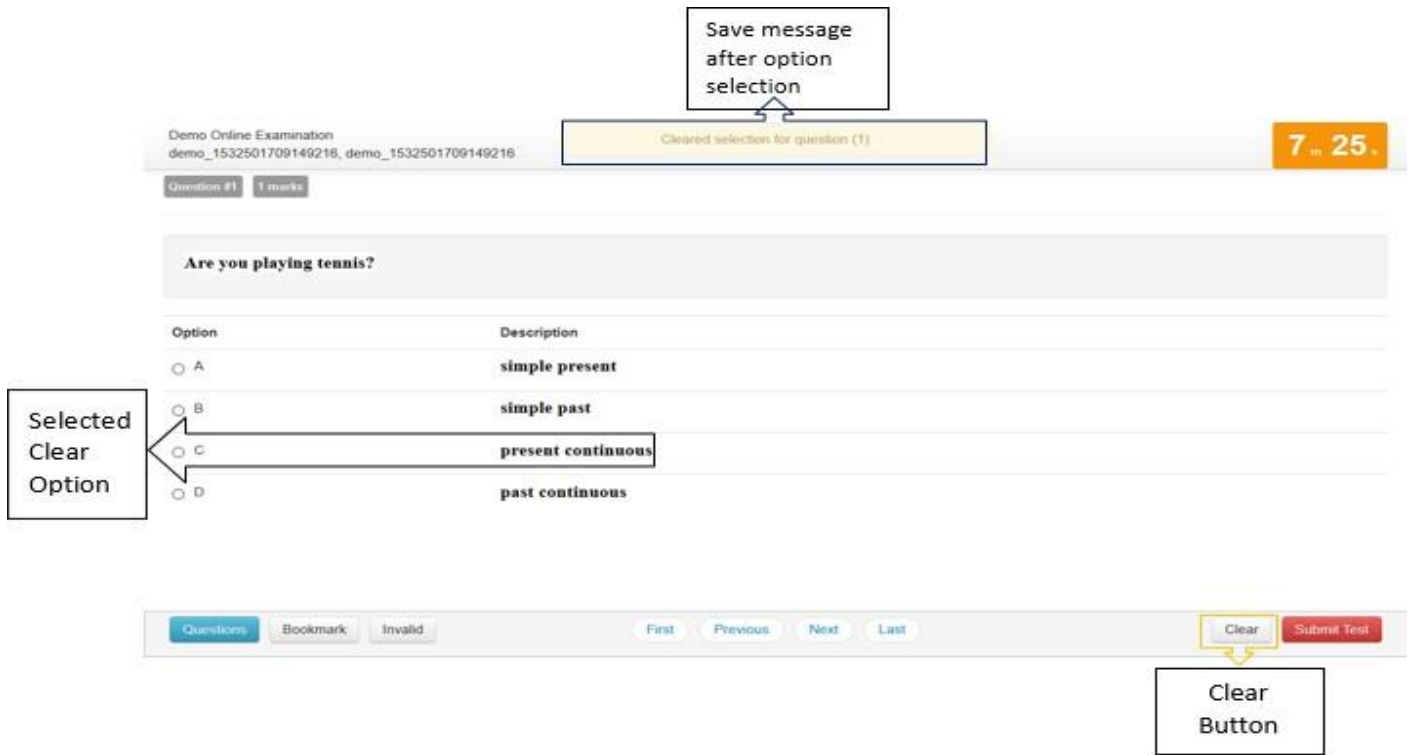 Save message
after option
selection
Demo Online Examination
demo_1532501709149216, demo_1532501709149216
Cleared selection for question (1)
7 m 25 s
Question #1 1 marks
Are you playing tennis?
Option Description
A simple present
B simple past
C present continuous
D past continuous
Selected
Clear
Option
Questions Bookmark Invalid First Previous Next Last Clear Submit Test
Clear
Button